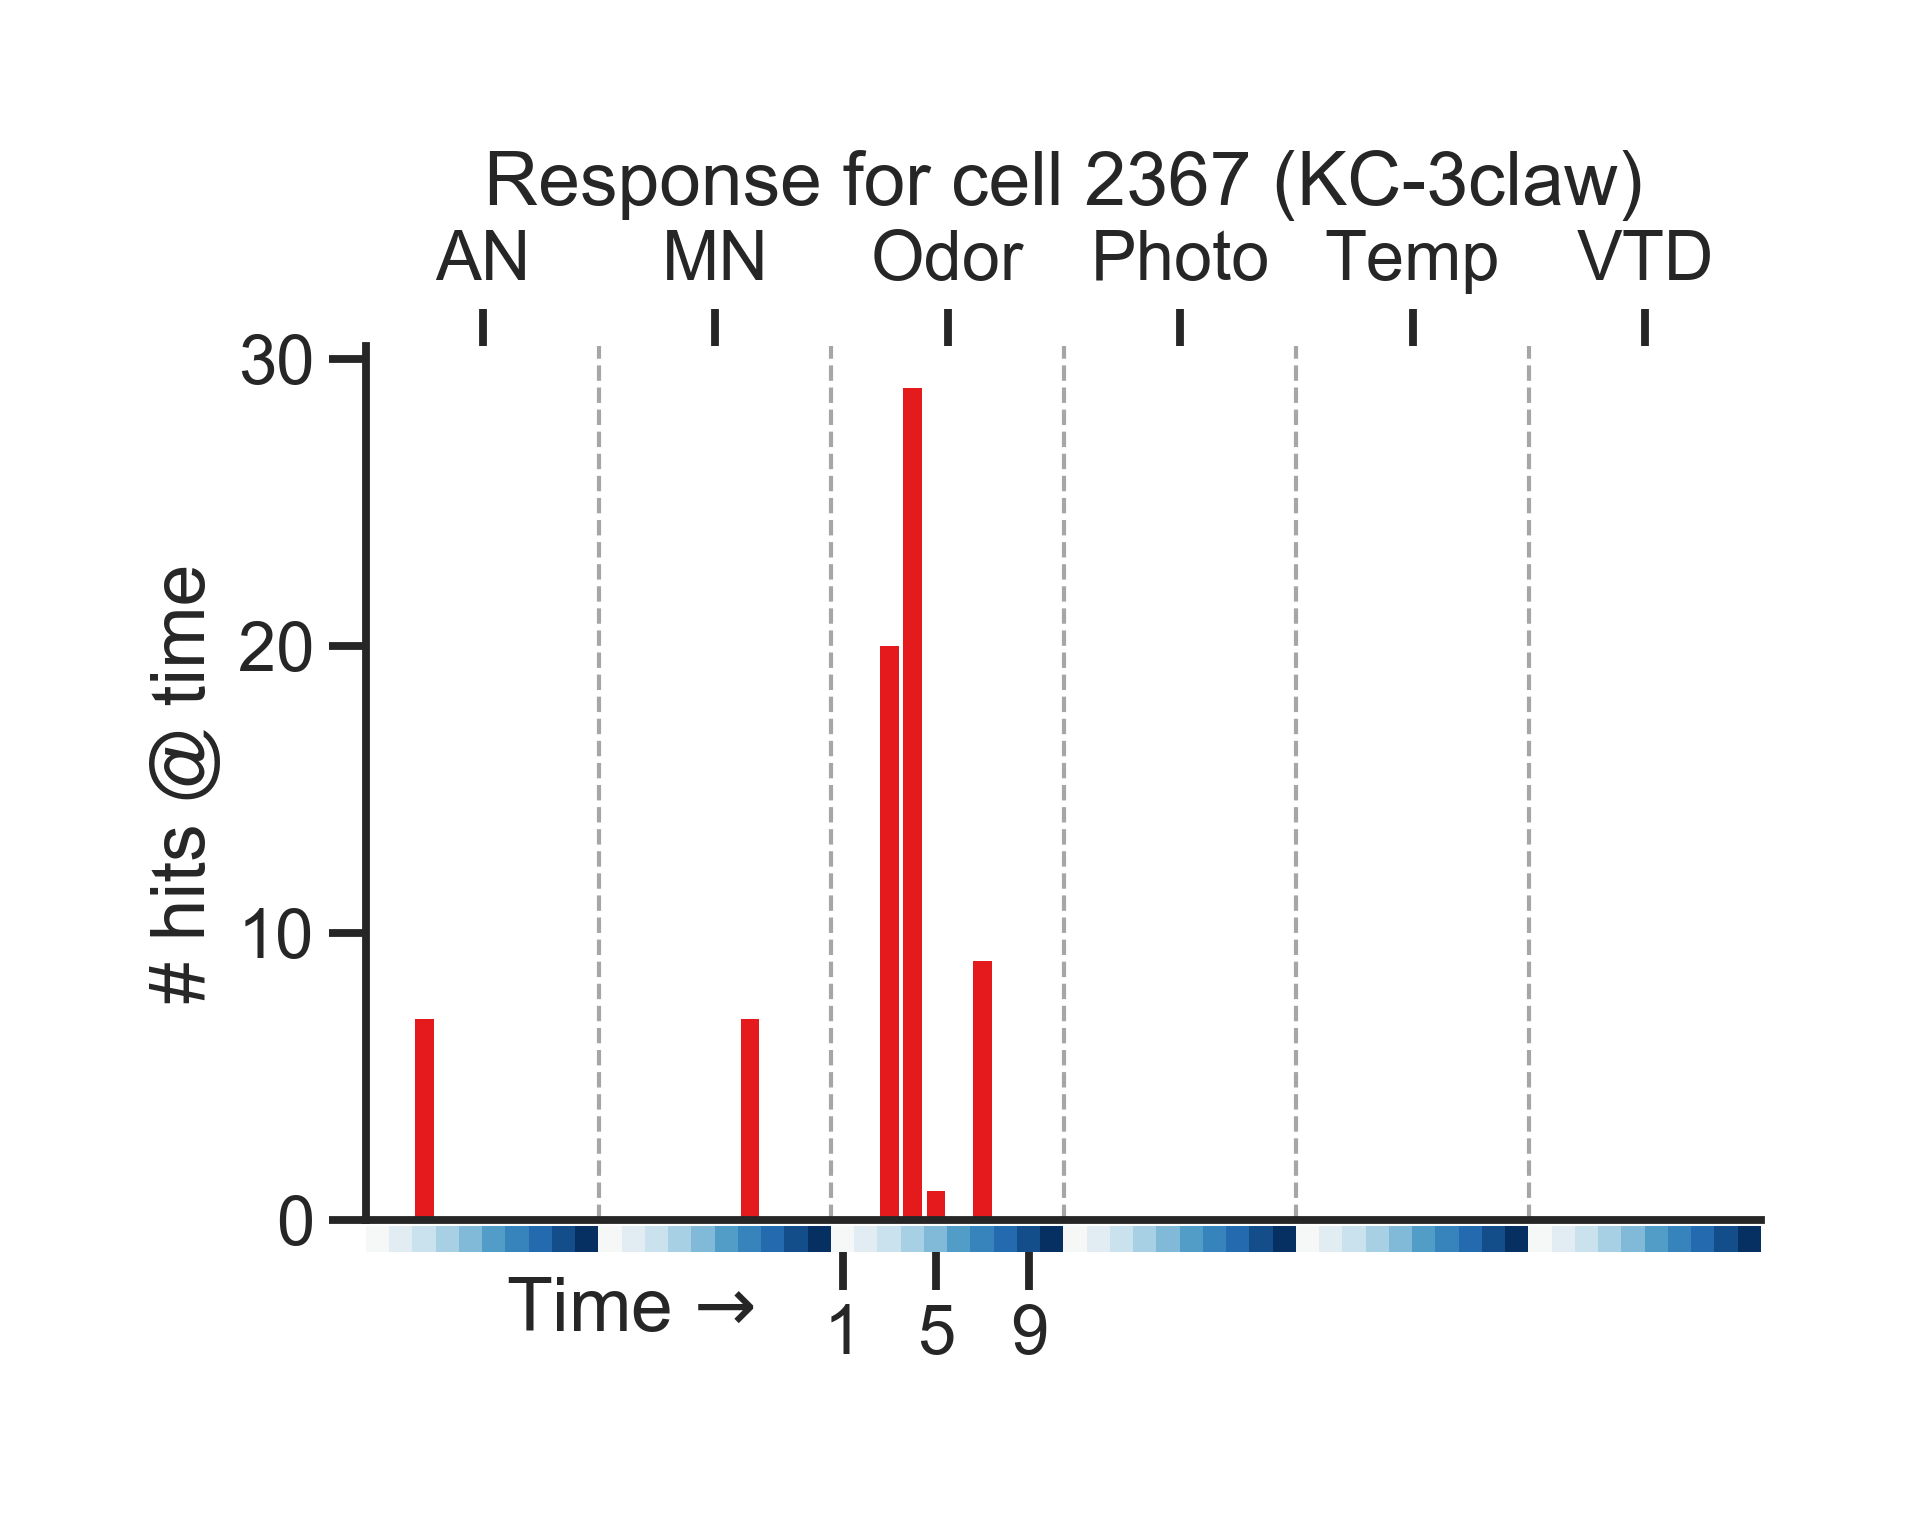 Response for cell 2367 (KC-3claw)
AN MN Odor Photo Temp VTD
30
20
10
0
# hits @ time
Time →
1 5 9